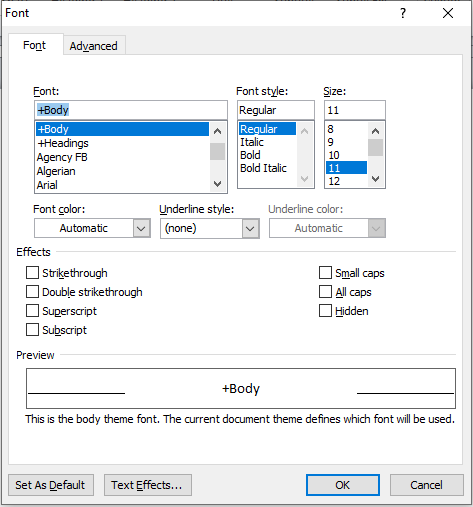 Font
? ×
Font Advanced
Font: Font style: Size:
+Body Regular 11
+Body Regular 8
+Headings Italic 9
Agency FB Bold 10
Algerian Bold Italic 11
Arial 12
Font color: Underline style: Underline color:
Automatic (none) Automatic
Effects
Strikethrough Small caps
Double strikethrough All caps
Superscript Hidden
Subscript
Preview
+Body
This is the body theme font. The current document theme defines which font will be used.
Set As Default Text Effects... OK Cancel